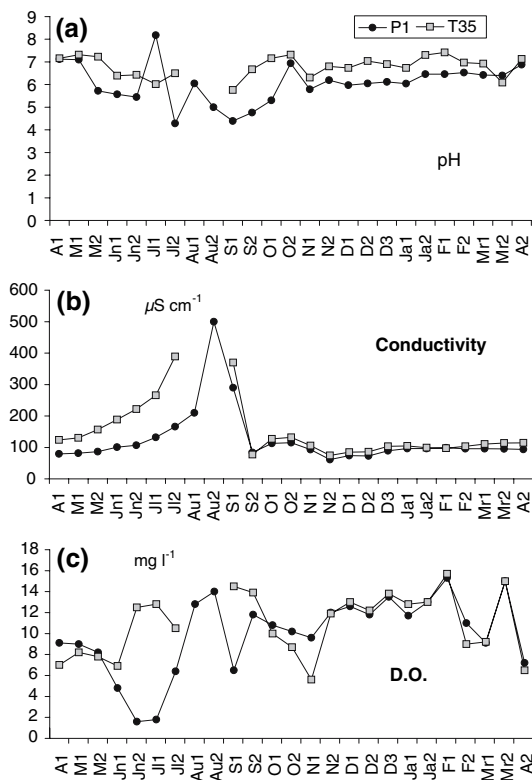 (a)
P1 T35
9
8
7
6
5
4
3
2
1
0
pH
A1 M1 M2 Jn1 Jn2 Jl1 Jl2 Au1 Au2 S1 S2 O1 O2 N1 N2 D1 D2 D3 Ja1 Ja2 F1 F2 Mr1 Mr2 A2
(b)
µS cm-1
Conductivity
600
500
400
300
200
100
0
A1 M1 M2 Jn1 Jn2 Jl1 Jl2 Au1 Au2 S1 S2 O1 O2 N1 N2 D1 D2 D3 Ja1 Ja2 F1 F2 Mr1 Mr2 A2
(c)
mg l-1
18
16
14
12
10
8
6
4
2
0
D.O.
A1 M1 M2 Jn1 Jn2 Jl1 Jl2 Au1 Au2 S1 S2 O1 O2 N1 N2 D1 D2 D3 Ja1 Ja2 F1 F2 Mr1 Mr2 A2